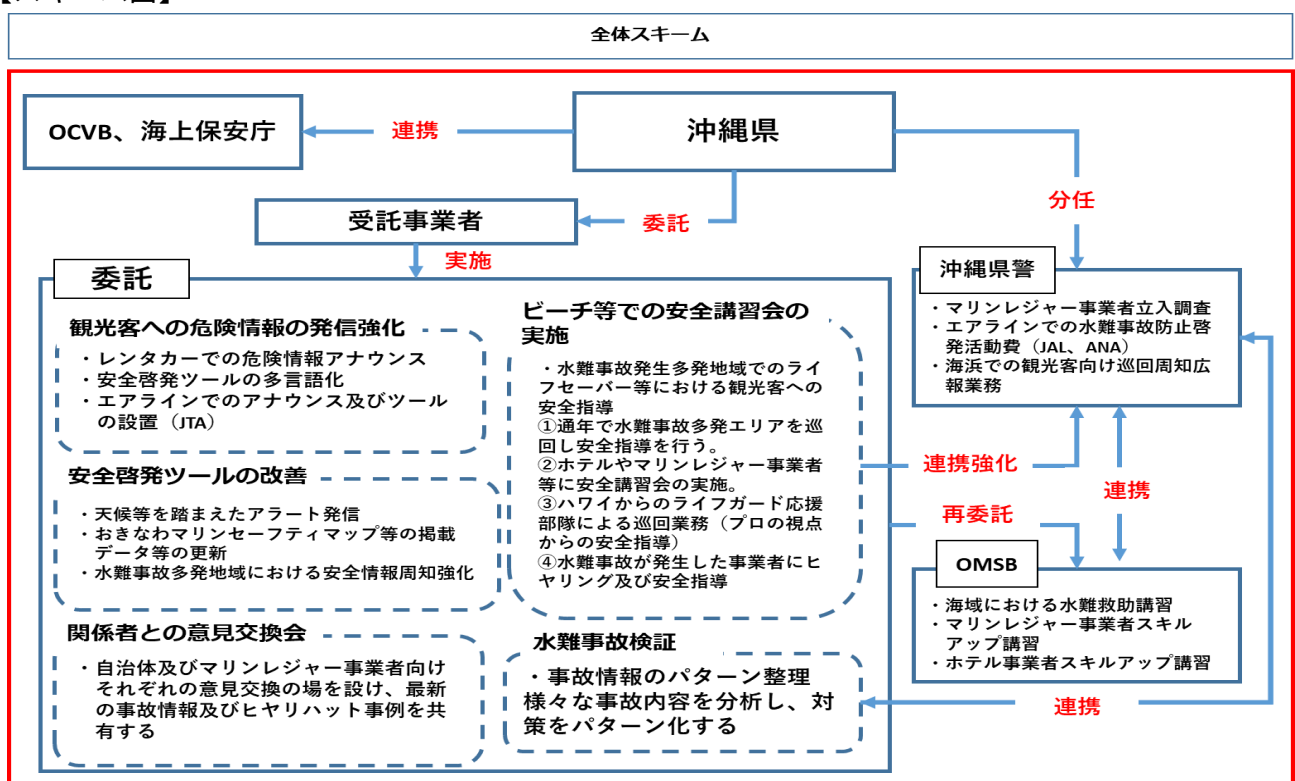 全体スキーム
OCVB、海上保安庁
連携
沖縄県
分任
受託事業者
委託
実施
委託
観光客への危険情報の発信強化
・レンタカーでの危険情報アナウンス
・安全啓発ツールの多言語化
・エアラインでのアナウンス及びツール
の設置（JTA）
安全啓発ツールの改善
・天候等を踏まえたアラート発信
・おきなわマリンセーフティマップ等の掲載
データ等の更新
・水難事故多発地域における安全情報周知強化
関係者との意見交換会
・自治体及びマリンレジャー事業者向け
それぞれの意見交換の場を設け、最新
の事故情報及びヒヤリハット事例を共
有する
ビーチ等での安全講習会の
実施
・水難事故発生多発地域でのライ
フセーバー等における観光客への
安全指導
①通年で水難事故多発エリアを巡
回し安全指導を行う。
②ホテルやマリンレジャー事業者
等に安全講習会の実施。
③ハワイからのライフガード応援
部隊による巡回業務（プロの視点
からの安全指導）
④水難事故が発生した事業者にヒ
ヤリング及び安全指導
水難事故検証
・事故情報のパターン整理
様々な事故内容を分析し、対
策をパターン化する
沖縄県警
・マリンレジャー事業者立入調査
・エアラインでの水難事故防止啓
発活動費（JAL、ANA）
・海浜での観光客向け巡回周知広
報業務
連携強化
連携
再委託
OMSB
・海域における水難救助講習
・マリンレジャー事業者スキル
アップ講習
・ホテル事業者スキルアップ講習
連携